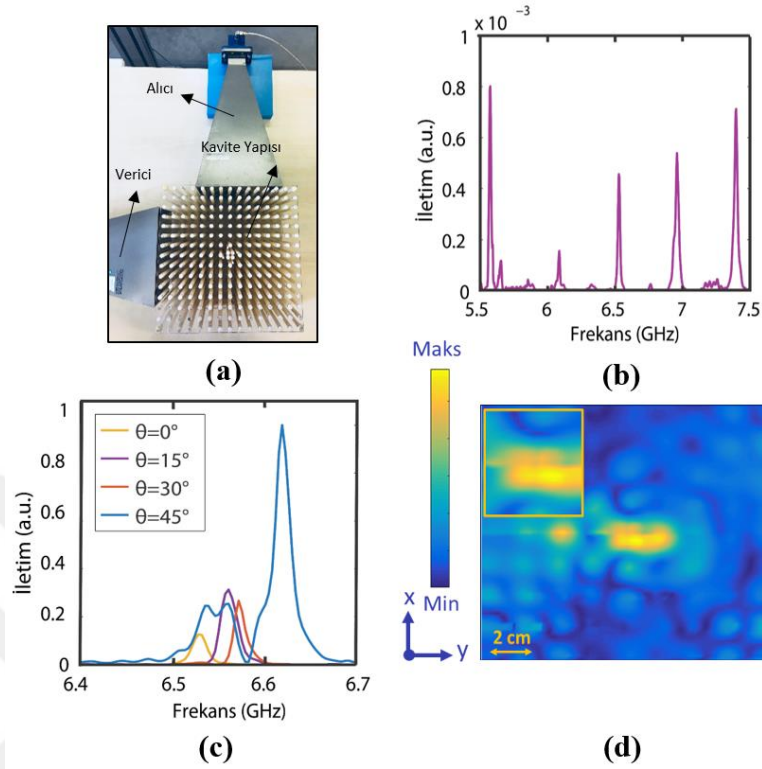 Alıcı
Kavite Yapısı
Verici
(a)
1 x 10⁻³
0.8
0.6
0.4
0.2
0
İletim (a.u.)
5.5 6 6.5 7 7.5
Frekans (GHz)
(b)
1
0.8
0.6
0.4
0.2
0
İletim (a.u.)
θ=0°
θ=15°
θ=30°
θ=45°
6.4 6.5 6.6 6.7
Frekans (GHz)
(c)
Maks
Min
x
y
2 cm
(d)